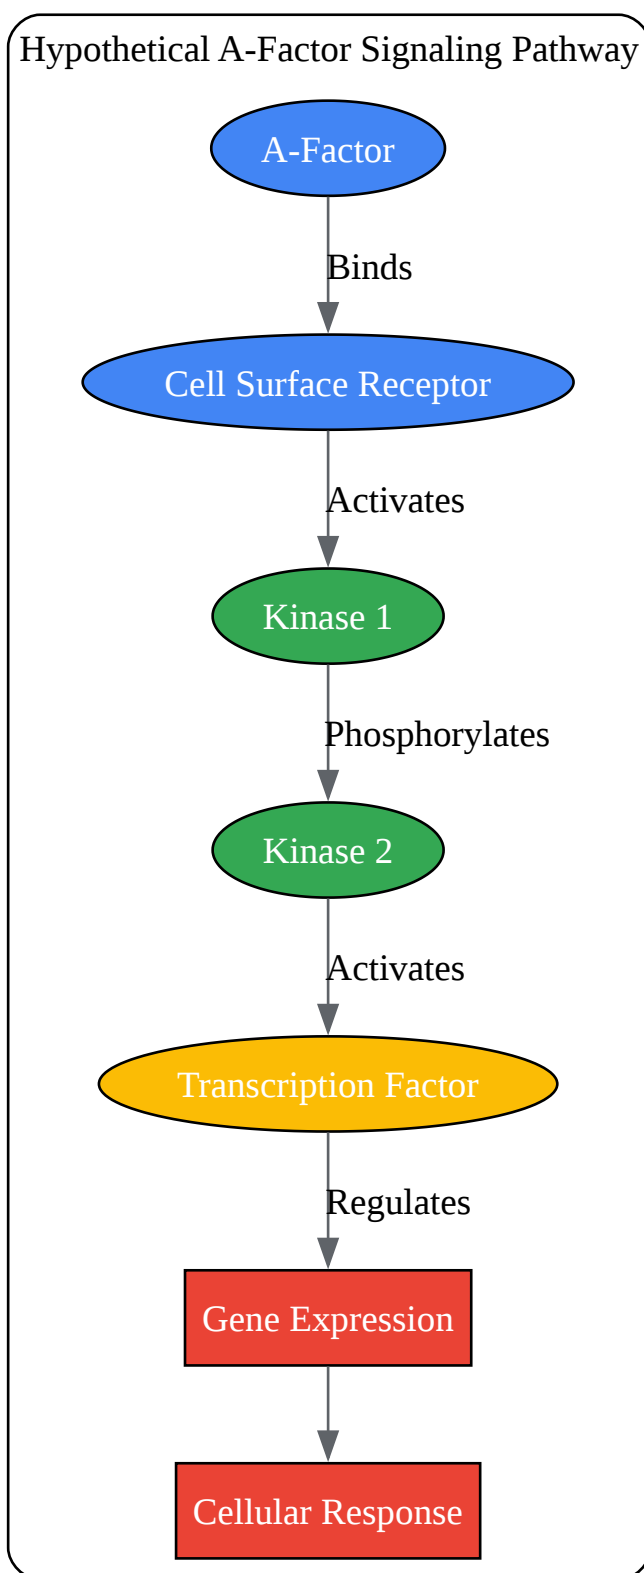 Hypothetical A-Factor Signaling Pathway
A-Factor
Binds
Cell Surface Receptor
Activates
Kinase 1
Phosphorylates
Kinase 2
Activates
Transcription Factor
Regulates
Gene Expression
Cellular Response